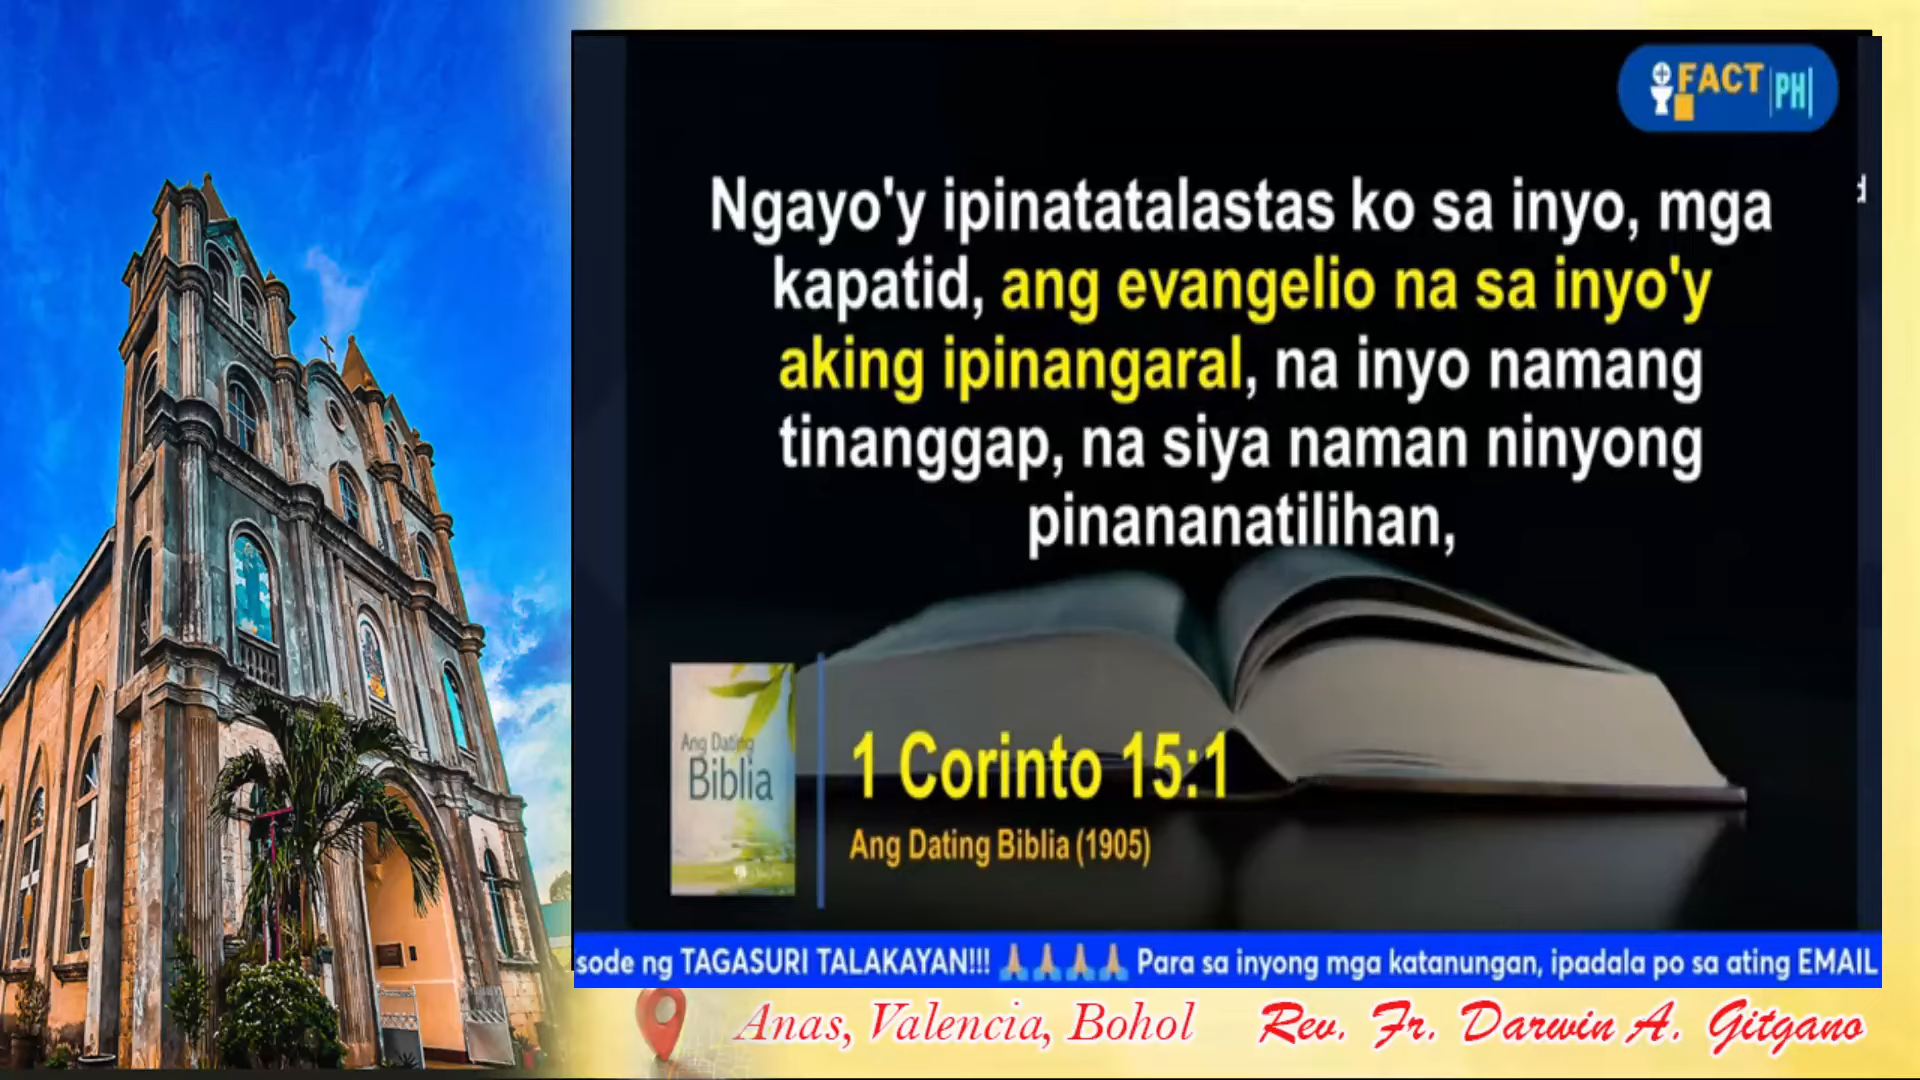 FACT PH
d
Ngayo'y ipinatatalastas ko sa inyo, mga
kapatid, ang evangelio na sa inyo'y
aking ipinangaral, na inyo namang
tinanggap, na siya naman ninyong
pinananatilihan,
Ang Dating
Biblia
1 Corinto 15:1
Ang Dating Biblia (1905)
sode ng TAGASURI TALAKAYAN!!! 🙏🙏🙏🙏 Para sa inyong mga katanungan, ipadala po sa ating EMAIL
Anas, Valencia, Bohol
Rev. Fr. Darwin A. Gitgano